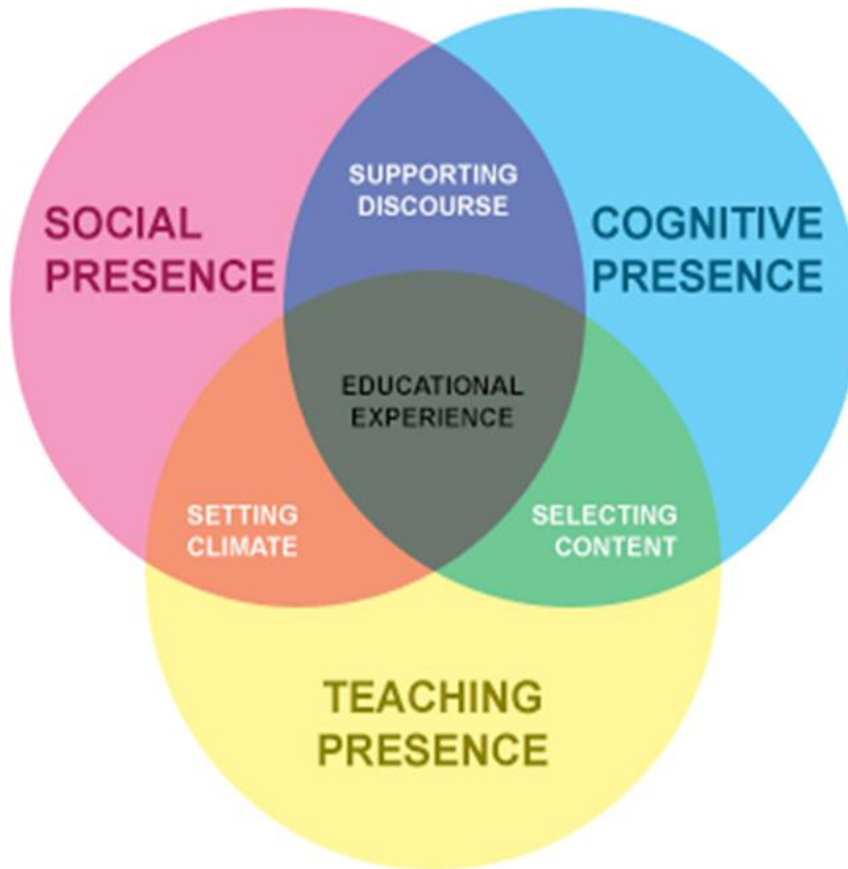 SUPPORTING
DISCOURSE
SOCIAL
PRESENCE
COGNITIVE
PRESENCE
EDUCATIONAL
EXPERIENCE
SETTING
CLIMATE
SELECTING
CONTENT
TEACHING
PRESENCE